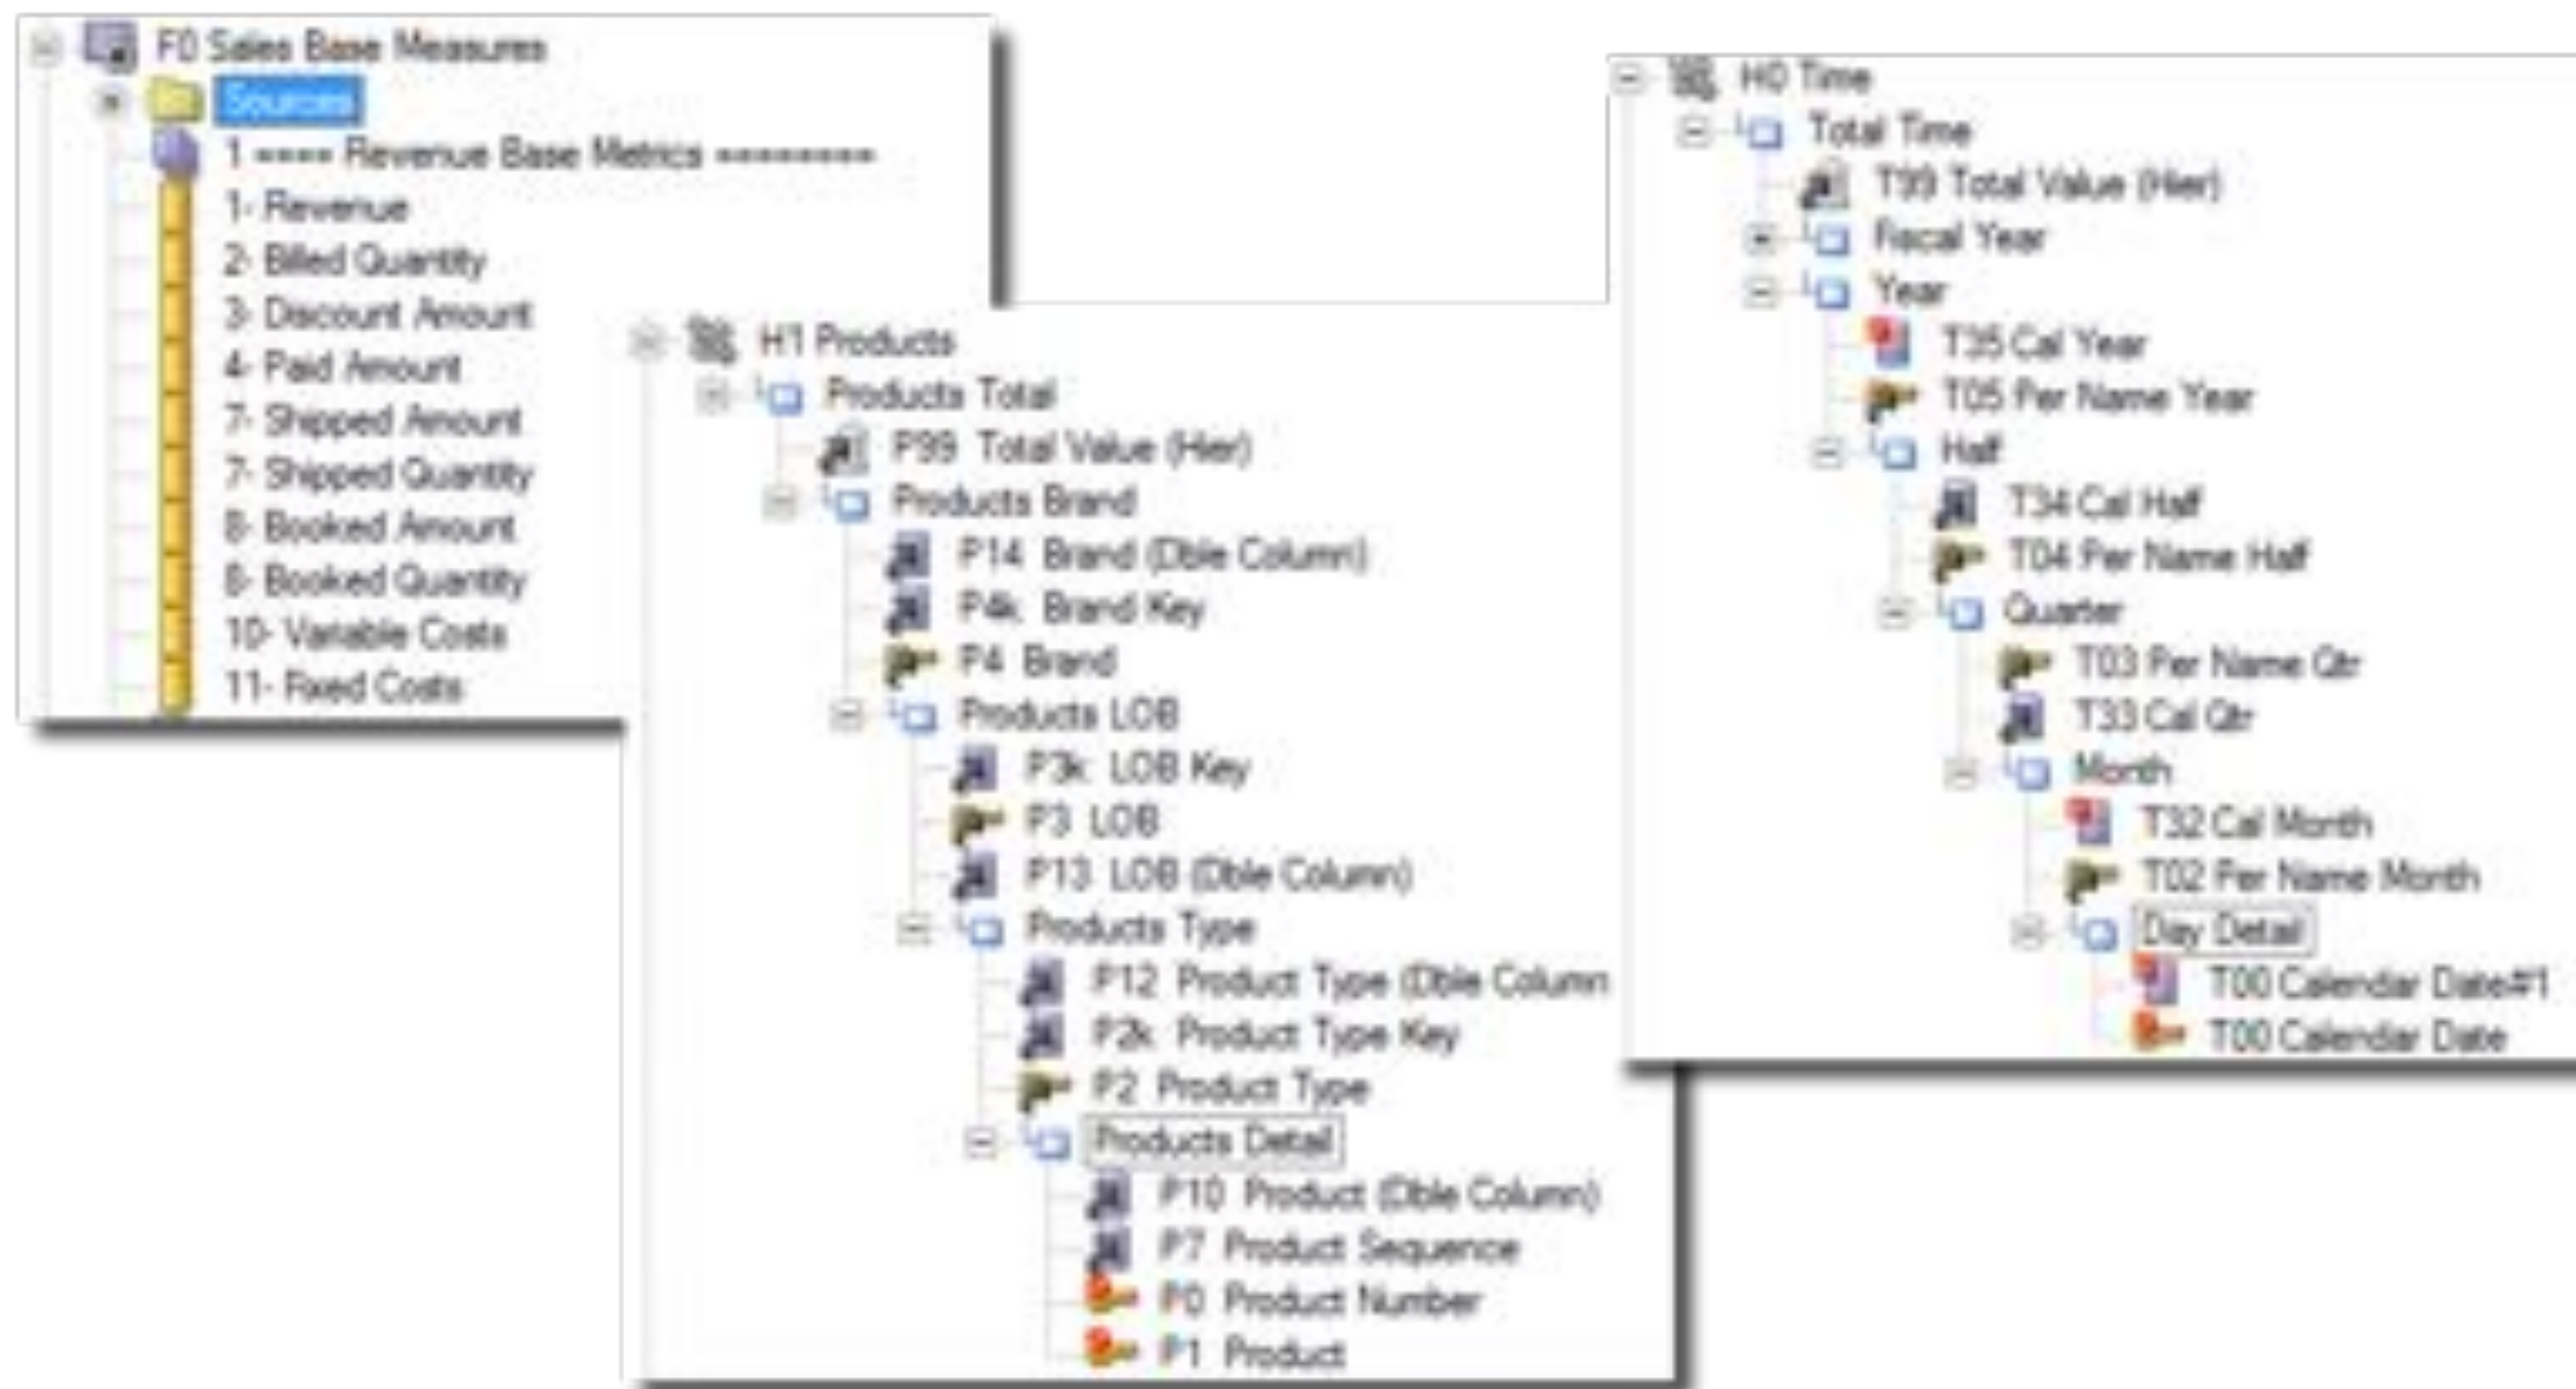 F0 Sales Base Measures
Sources
1 ---- Revenue Base Metrics --------
1- Revenue
2- Billed Quantity
3- Discount Amount
4- Paid Amount
7- Shipped Amount
7- Shipped Quantity
8- Booked Amount
8- Booked Quantity
10- Variable Costs
11- Fixed Costs
H1 Products
Products Total
P99 Total Value (Hier)
Products Brand
P14 Brand (Dble Column)
P4k Brand Key
P4 Brand
Products LOB
P3k LOB Key
P3 LOB
P13 LOB (Dble Column)
Products Type
P12 Product Type (Dble Column
P2k Product Type Key
P2 Product Type
Products Detail
P10 Product (Dble Column)
P7 Product Sequence
P0 Product Number
P1 Product
H0 Time
Total Time
T99 Total Value (Hier)
Fiscal Year
Year
T35 Cal Year
T05 Per Name Year
Half
T34 Cal Half
T04 Per Name Half
Quarter
T03 Per Name Qtr
T33 Cal Qtr
Month
T32 Cal Month
T02 Per Name Month
Day Detail
T00 Calendar Date#1
T00 Calendar Date